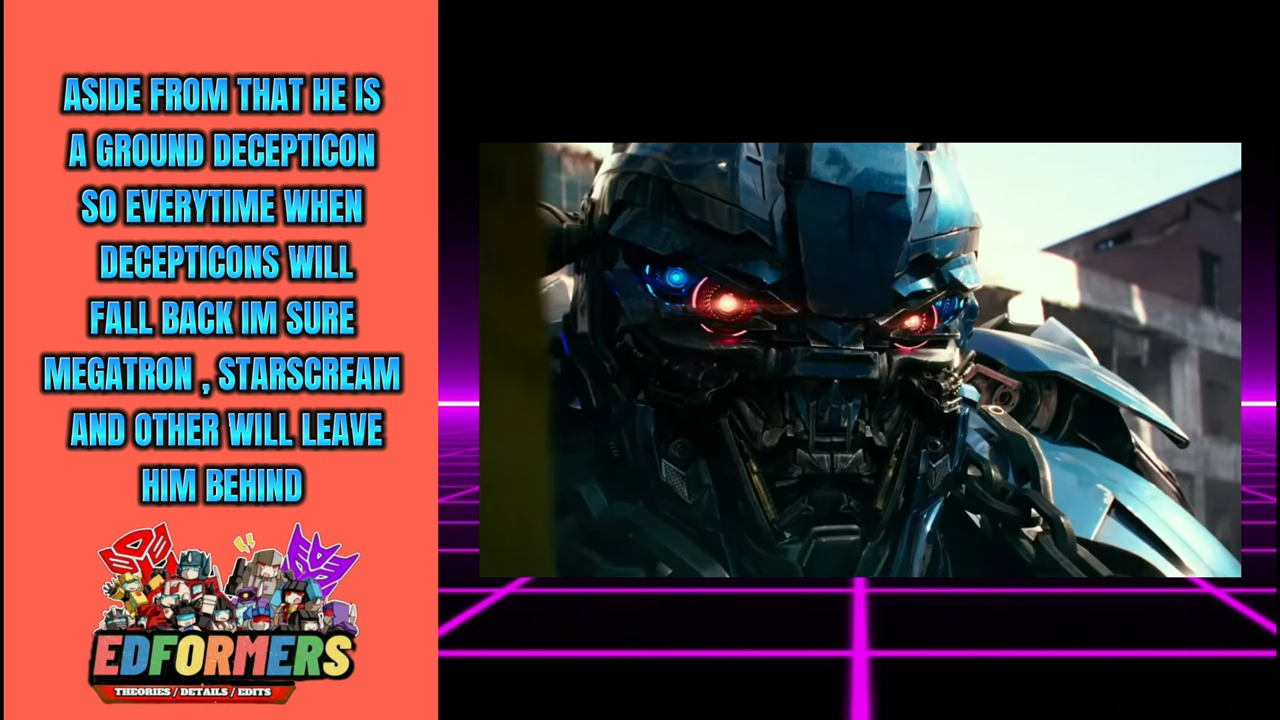 ASIDE FROM THAT HE IS
A GROUND DECEPTICON
SO EVERYTIME WHEN
DECEPTICONS WILL
FALL BACK IM SURE
MEGATRON , STARSCREAM
AND OTHER WILL LEAVE
HIM BEHIND
EDFORMERS
THEORIES / DETAILS / EDITS